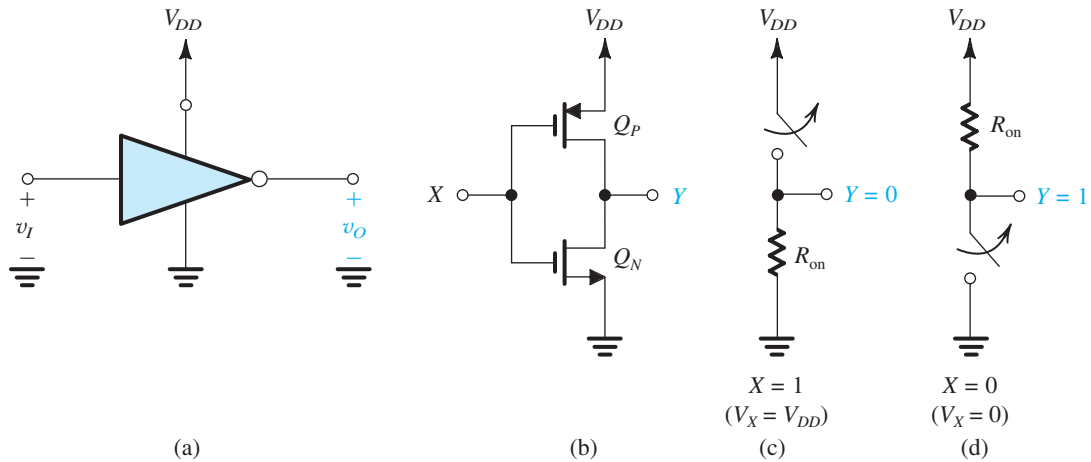 V_DD
+
v_I
−
+
v_O
−
(a)
V_DD
Q_P
X
Y
Q_N
(b)
V_DD
Y = 0
R_on
X = 1
(V_X = V_DD)
(c)
V_DD
R_on
Y = 1
X = 0
(V_X = 0)
(d)